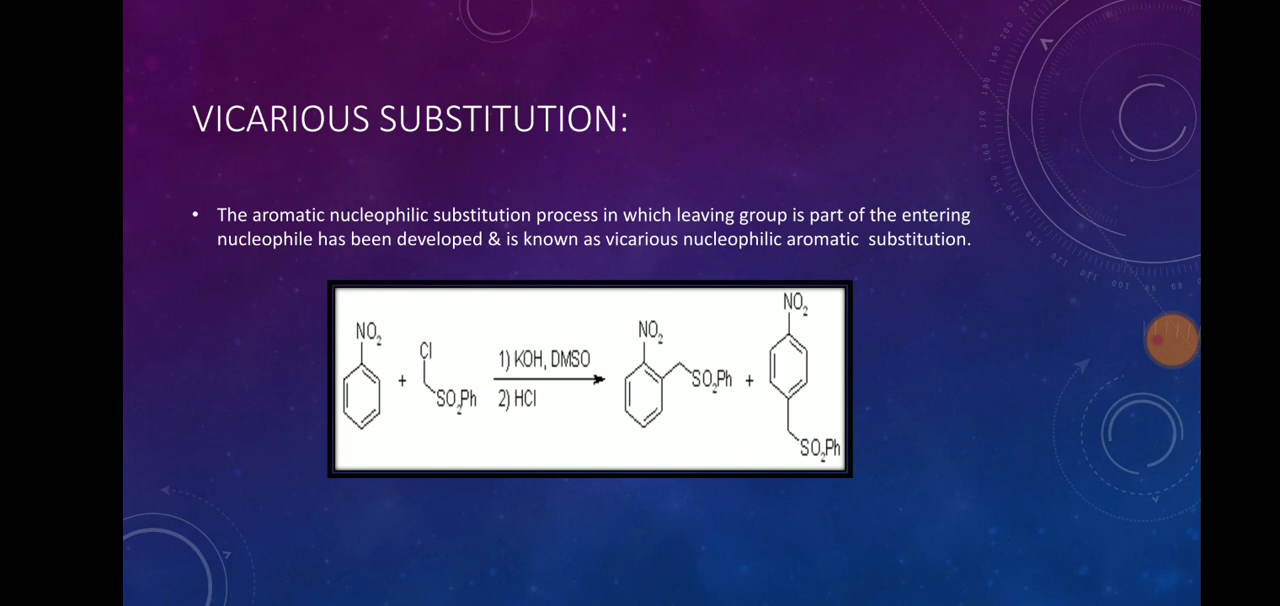 VICARIOUS SUBSTITUTION:
• The aromatic nucleophilic substitution process in which leaving group is part of the entering
nucleophile has been developed & is known as vicarious nucleophilic aromatic substitution.
NO₂
+
Cl
SO₂Ph
1) KOH, DMSO
2) HCl
NO₂
SO₂Ph
+
NO₂
SO₂Ph